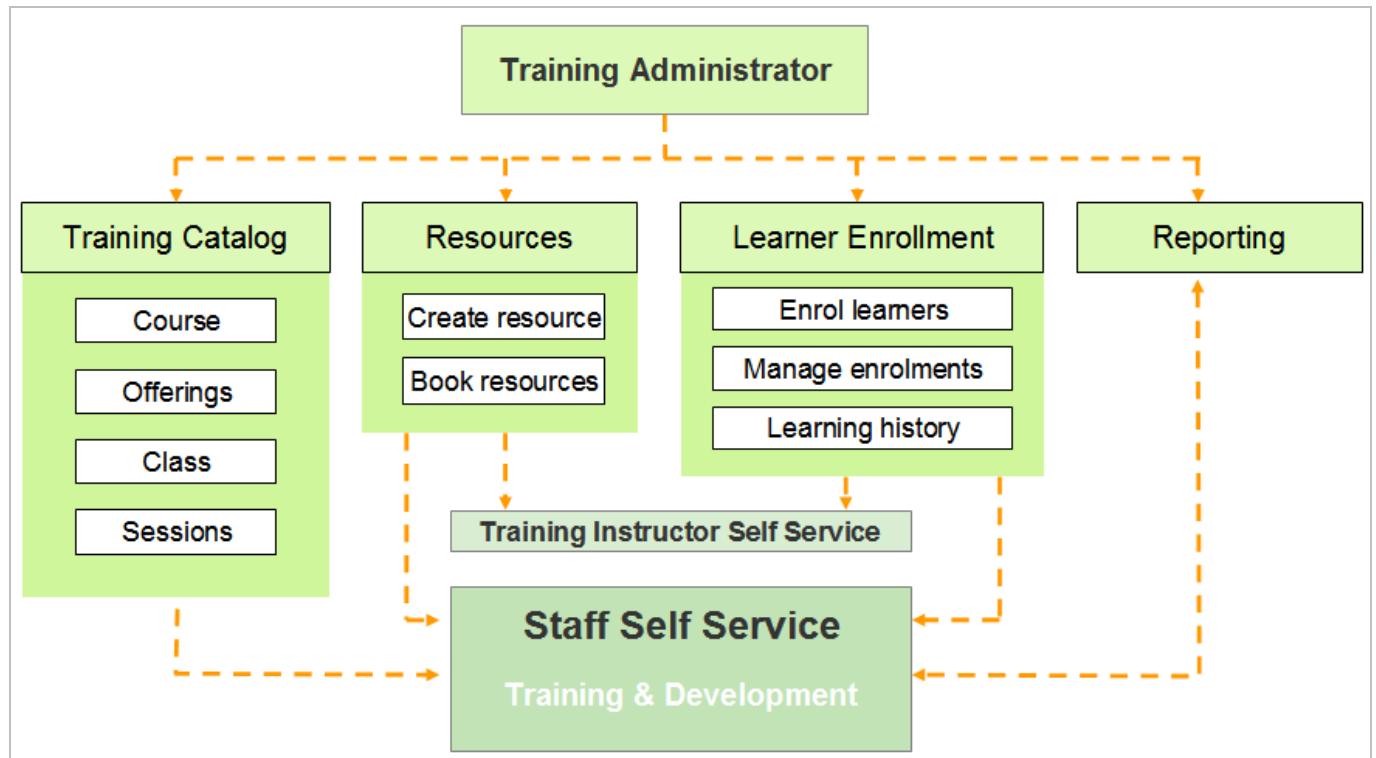 Training Administrator
Training Catalog
Course
Offerings
Class
Sessions
Resources
Create resource
Book resources
Learner Enrollment
Enrol learners
Manage enrolments
Learning history
Reporting
Training Instructor Self Service
Staff Self Service
Training & Development